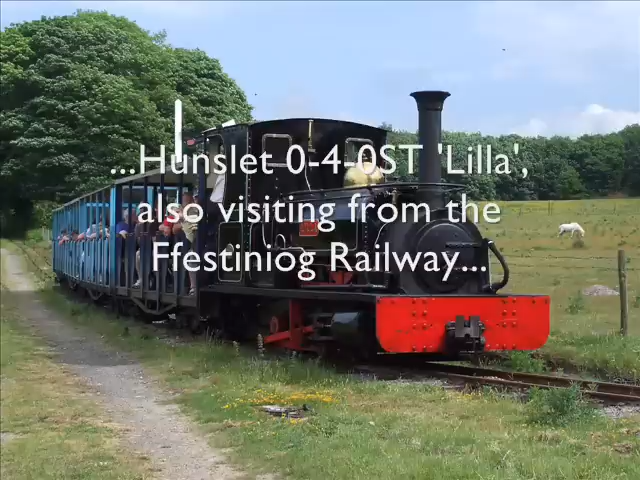 ...Hunslet 0-4-0ST 'Lilla',
also visiting from the
Ffestiniog Railway...